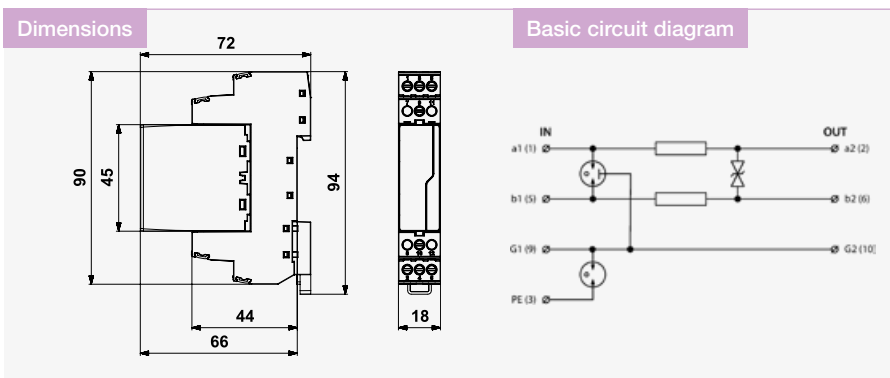 Dimensions
Basic circuit diagram
72
90
45
94
44
66
18
IN
OUT
a1 (1)
a2 (2)
b1 (5)
b2 (6)
G1 (9)
G2 (10)
PE (3)